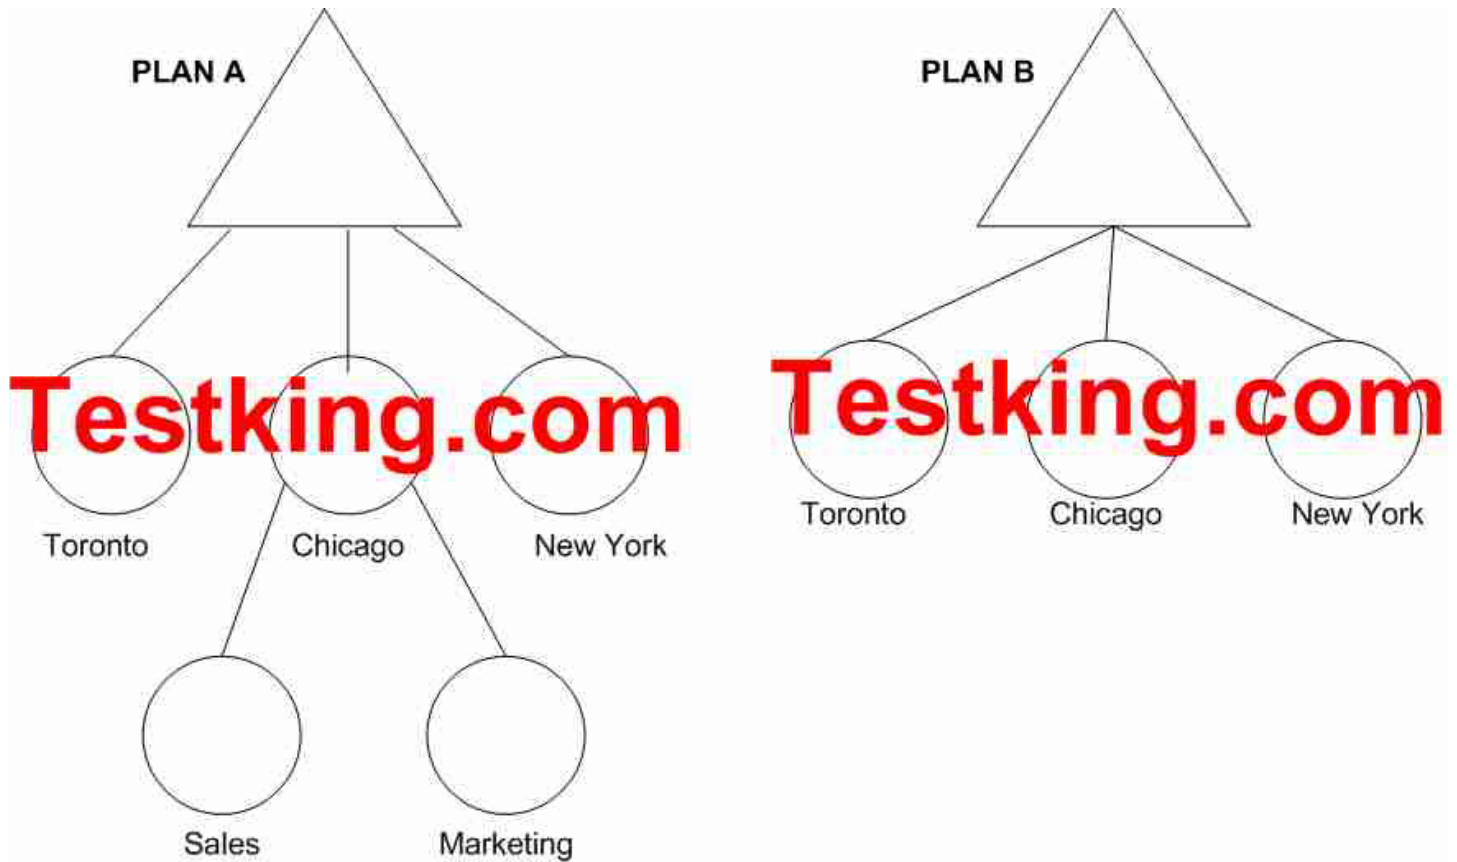 PLAN A
PLAN B
Testking.com
Testking.com
Toronto
Chicago
New York
Toronto
Chicago
New York
Sales
Marketing